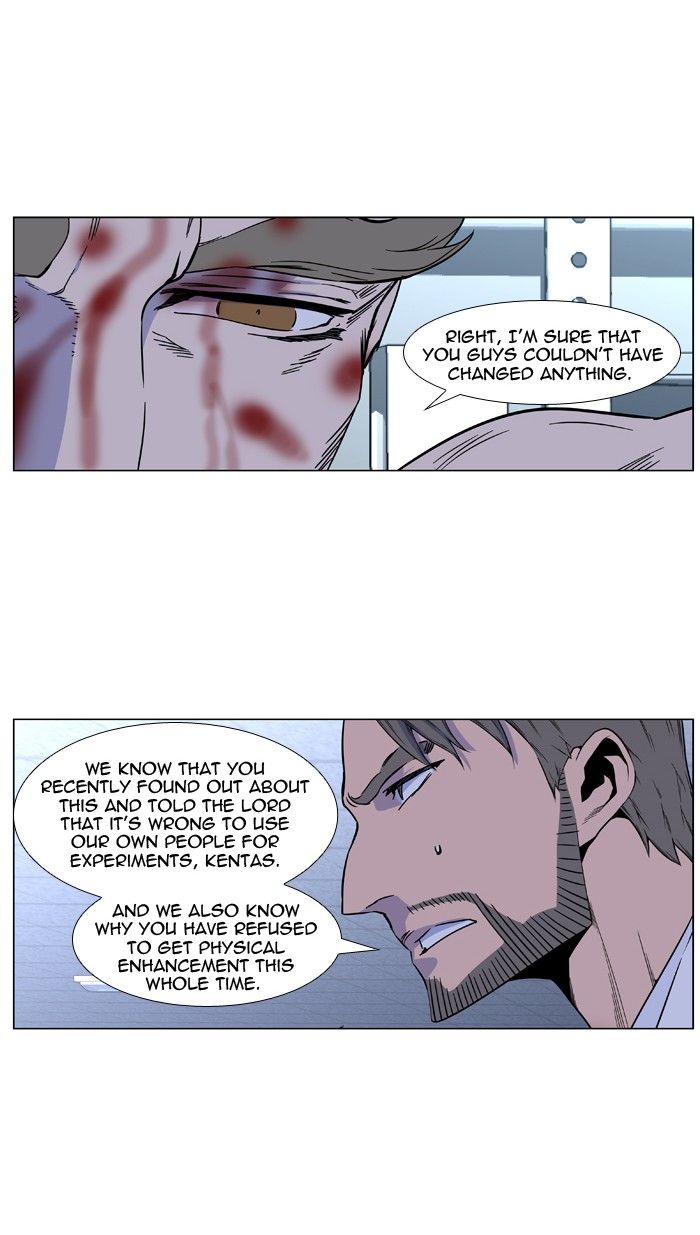 RIGHT, I'M SURE THAT
YOU GUYS COULDN'T HAVE
CHANGED ANYTHING.
WE KNOW THAT YOU
RECENTLY FOUND OUT ABOUT
THIS AND TOLD THE LORD
THAT IT'S WRONG TO USE
OUR OWN PEOPLE FOR
EXPERIMENTS, KENTAS.
AND WE ALSO KNOW
WHY YOU HAVE REFUSED
TO GET PHYSICAL
ENHANCEMENT THIS
WHOLE TIME.